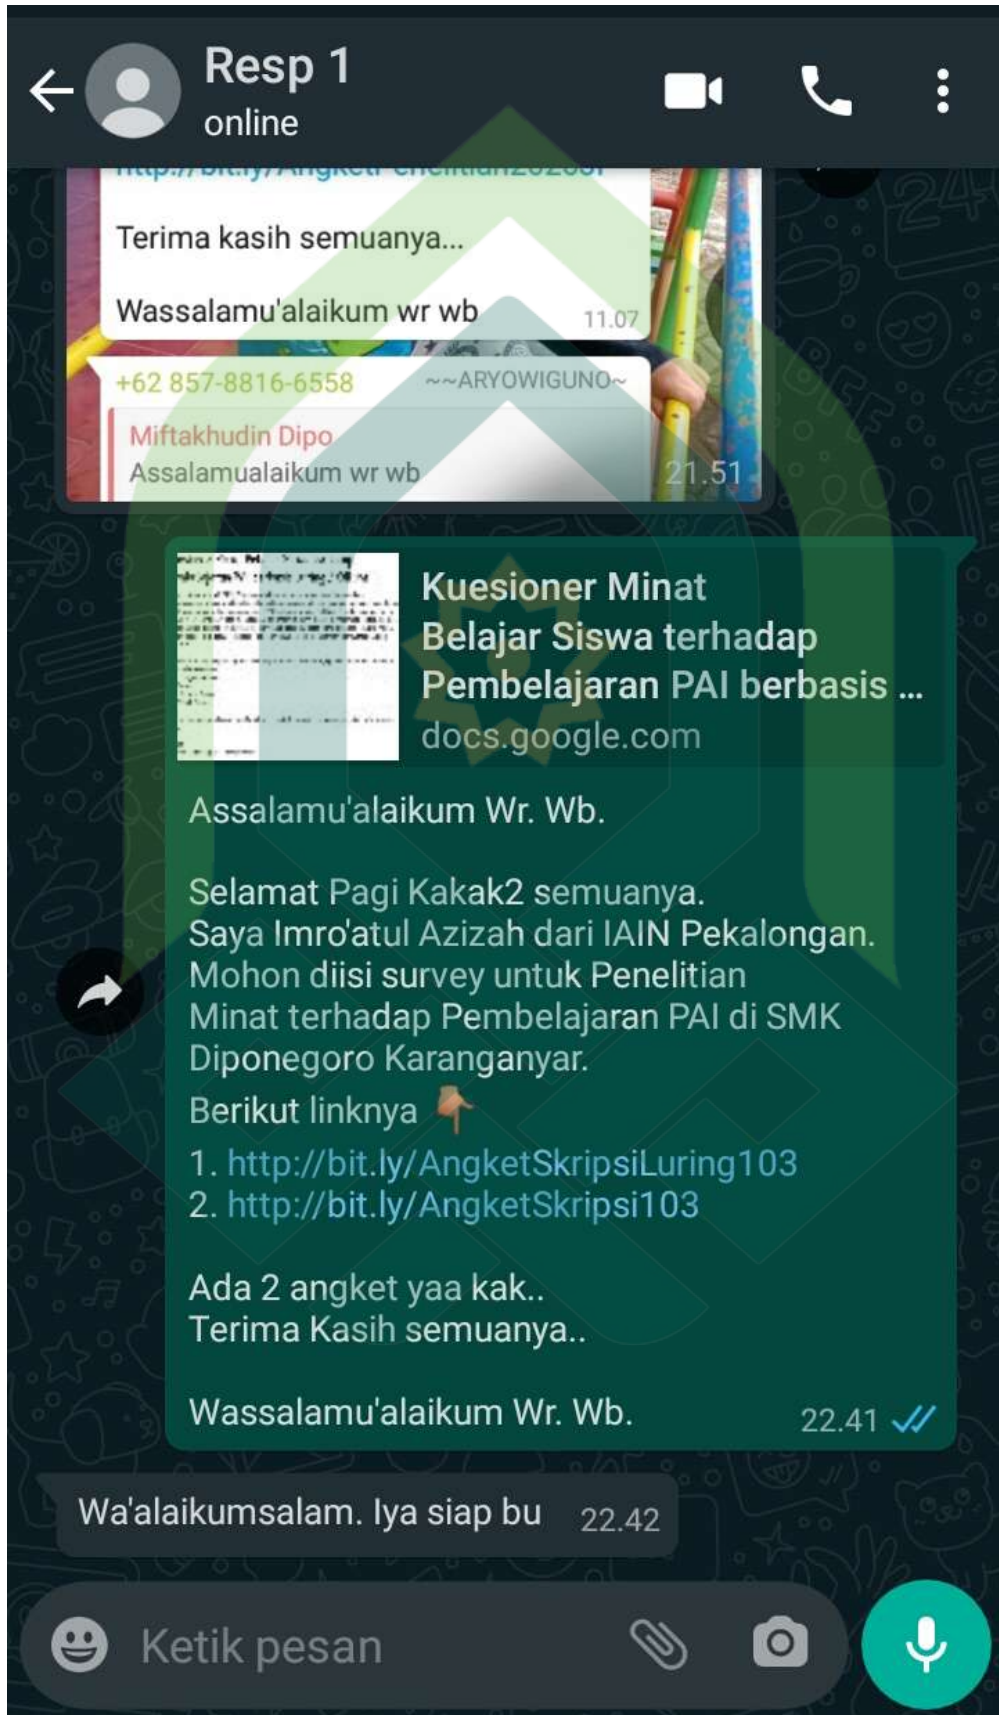 Resp 1
online
Terima kasih semuanya...
Wassalamu'alaikum wr wb
11.07
+62 857-8816-6558 ~~ARYOWIGUNO~
Miftakhudin Dipo
Assalamualaikum wr wb
21.51
Kuesioner Minat
Belajar Siswa terhadap
Pembelajaran PAI berbasis ...
docs.google.com
Assalamu'alaikum Wr. Wb.
Selamat Pagi Kakak2 semuanya.
Saya Imro'atul Azizah dari IAIN Pekalongan.
Mohon diisi survey untuk Penelitian
Minat terhadap Pembelajaran PAI di SMK
Diponegoro Karanganyar.
Berikut linknya 👇🏾
1. http://bit.ly/AngketSkripsiLuring103
2. http://bit.ly/AngketSkripsi103
Ada 2 angket yaa kak..
Terima Kasih semuanya..
Wassalamu'alaikum Wr. Wb.
22.41
Wa'alaikumsalam. Iya siap bu 22.42
Ketik pesan